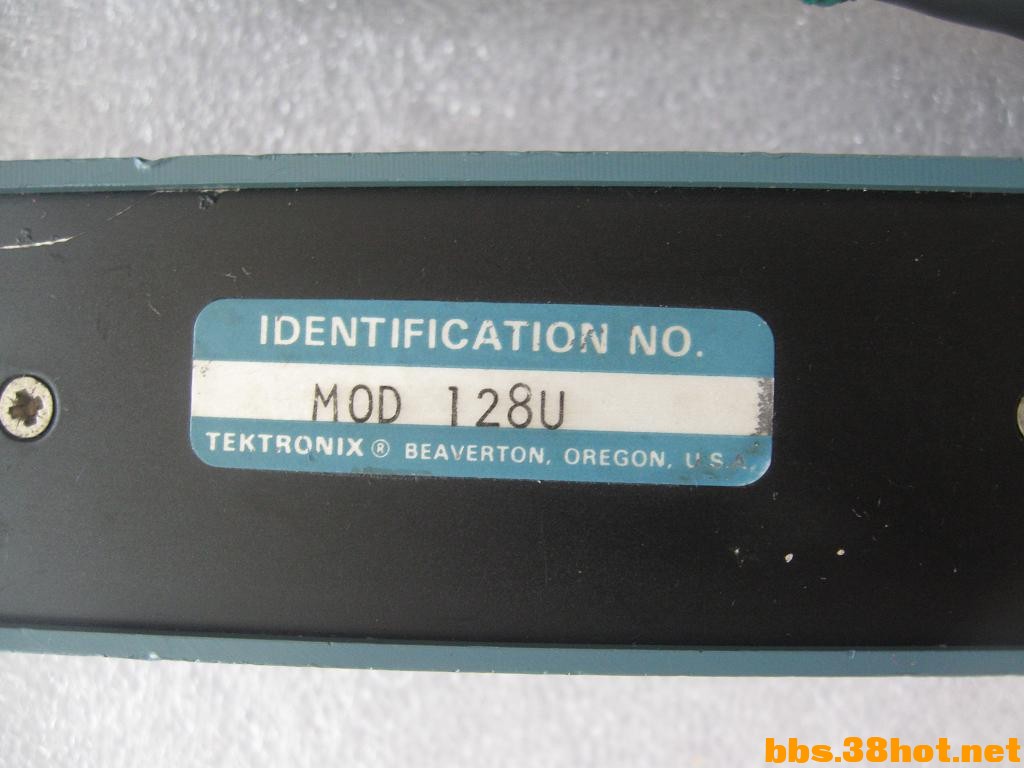 IDENTIFICATION NO.
MOD 128U
TEKTRONIX® BEAVERTON, OREGON, U.S.A.
bbs.38hot.net